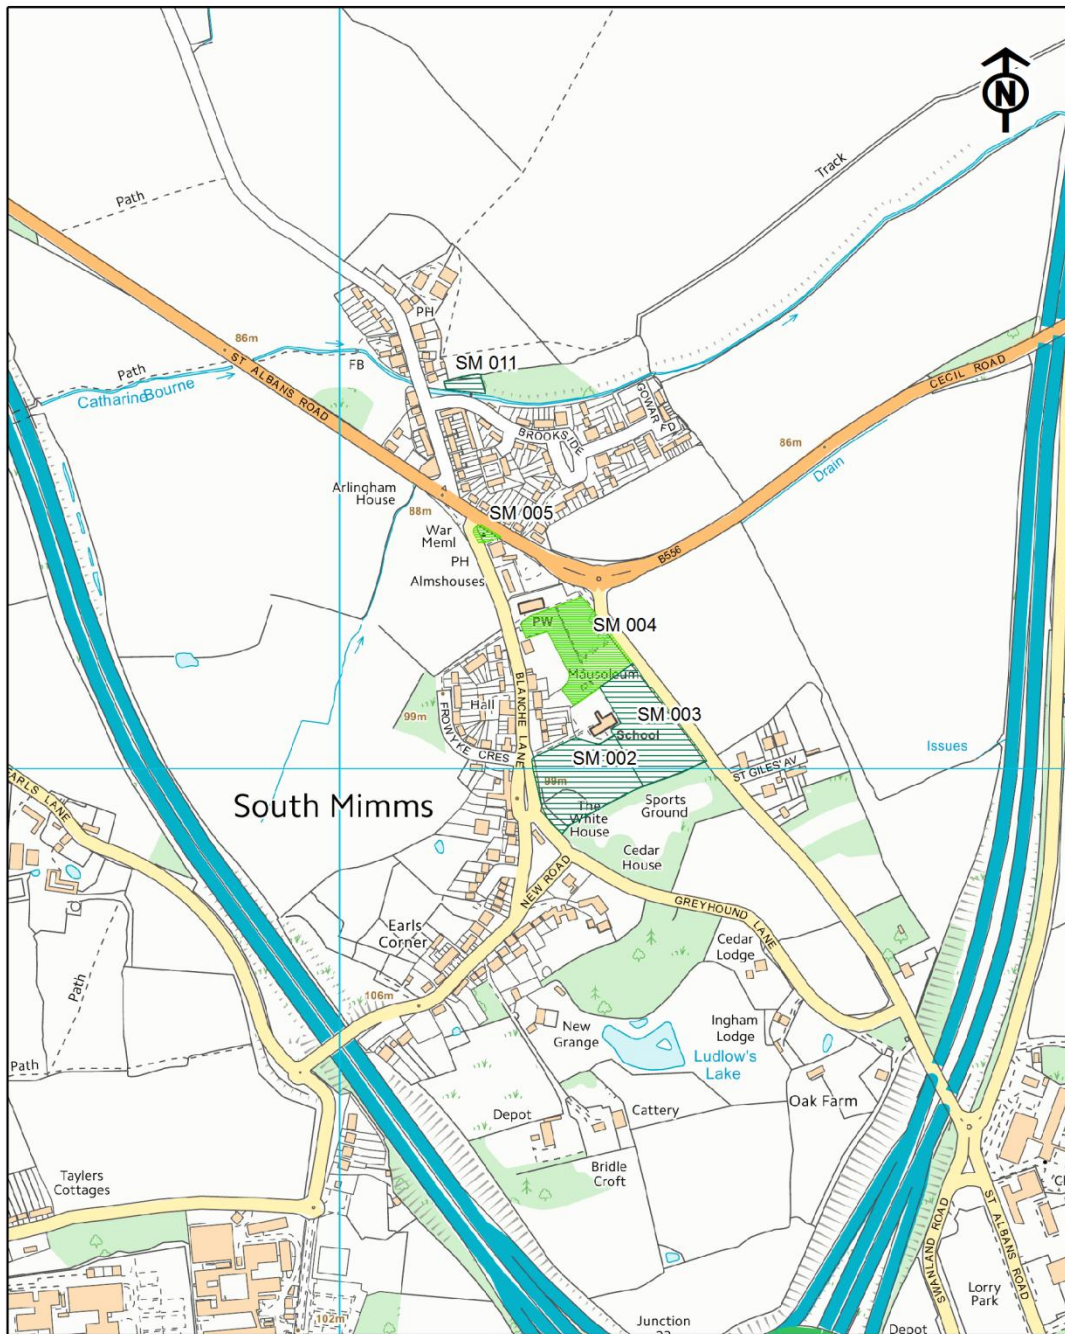 N
Track
Path
PH
86m
SM 011
Path
FB
Catharine Bourne
ST ALBANS ROAD
CECIL ROAD
GOWAR FD
BROOKSIDE
86m
Drain
Arlingham
House
88m
SM 005
War
Meml
PH
B556
Almshouses
PW
SM 004
Mausoleum
BLANCHE LANE
Hall
99m
FROWYKE CRES
SM 003
School
Issues
SM 002
ST GILES' AV
99m
EARLS LANE
South Mimms
The
White
House
Sports
Ground
Cedar
House
NEW ROAD
GREYHOUND LANE
Earls
Corner
Cedar
Lodge
Path
106m
New
Grange
Ingham
Lodge
Ludlow's
Lake
Path
Depot
Cattery
Oak Farm
Bridle
Croft
Taylers
Cottages
SWANLAND ROAD
ST ALBANS ROAD
Lorry
Park
102m
Junction
Depot